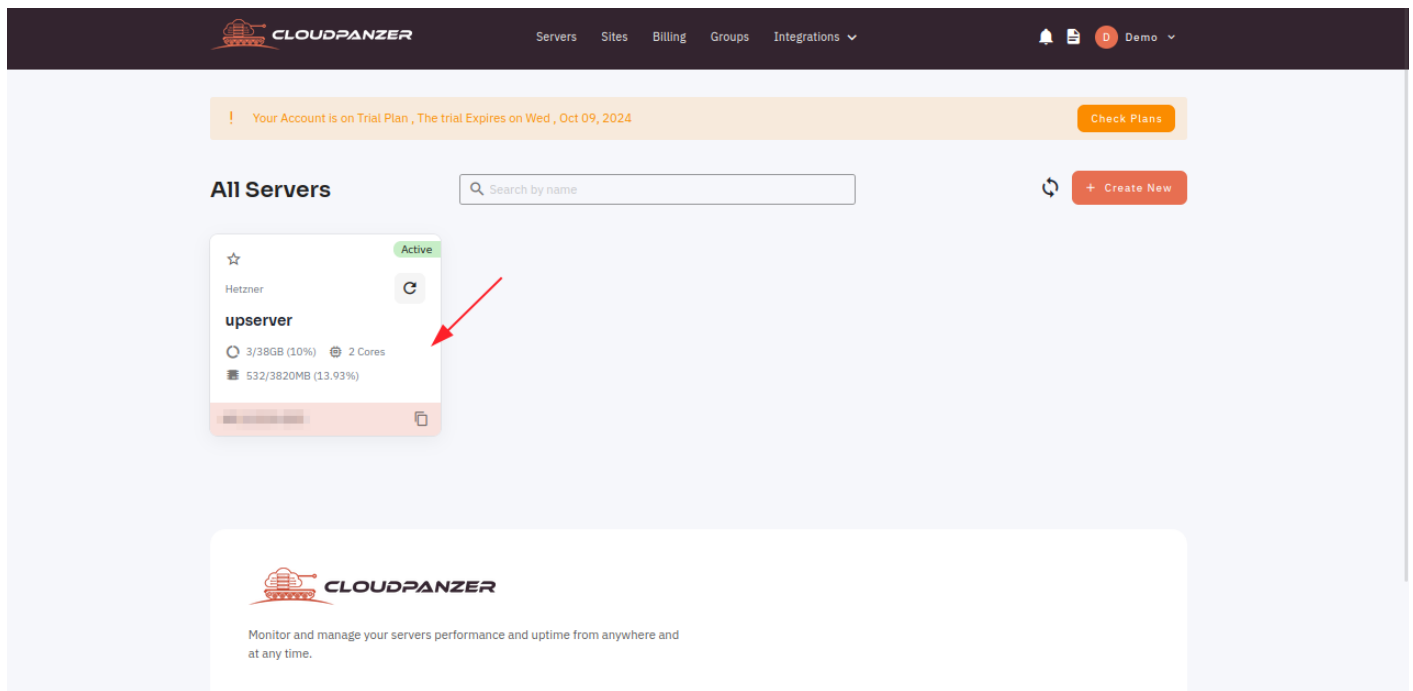 CLOUDPANZER Servers Sites Billing Groups Integrations D Demo
! Your Account is on Trial Plan , The trial Expires on Wed , Oct 09, 2024 Check Plans
All Servers Search by name + Create New
Active
Hetzner
upserver
3/38GB (10%) 2 Cores
532/3820MB (13.93%)
CLOUDPANZER
Monitor and manage your servers performance and uptime from anywhere and
at any time.